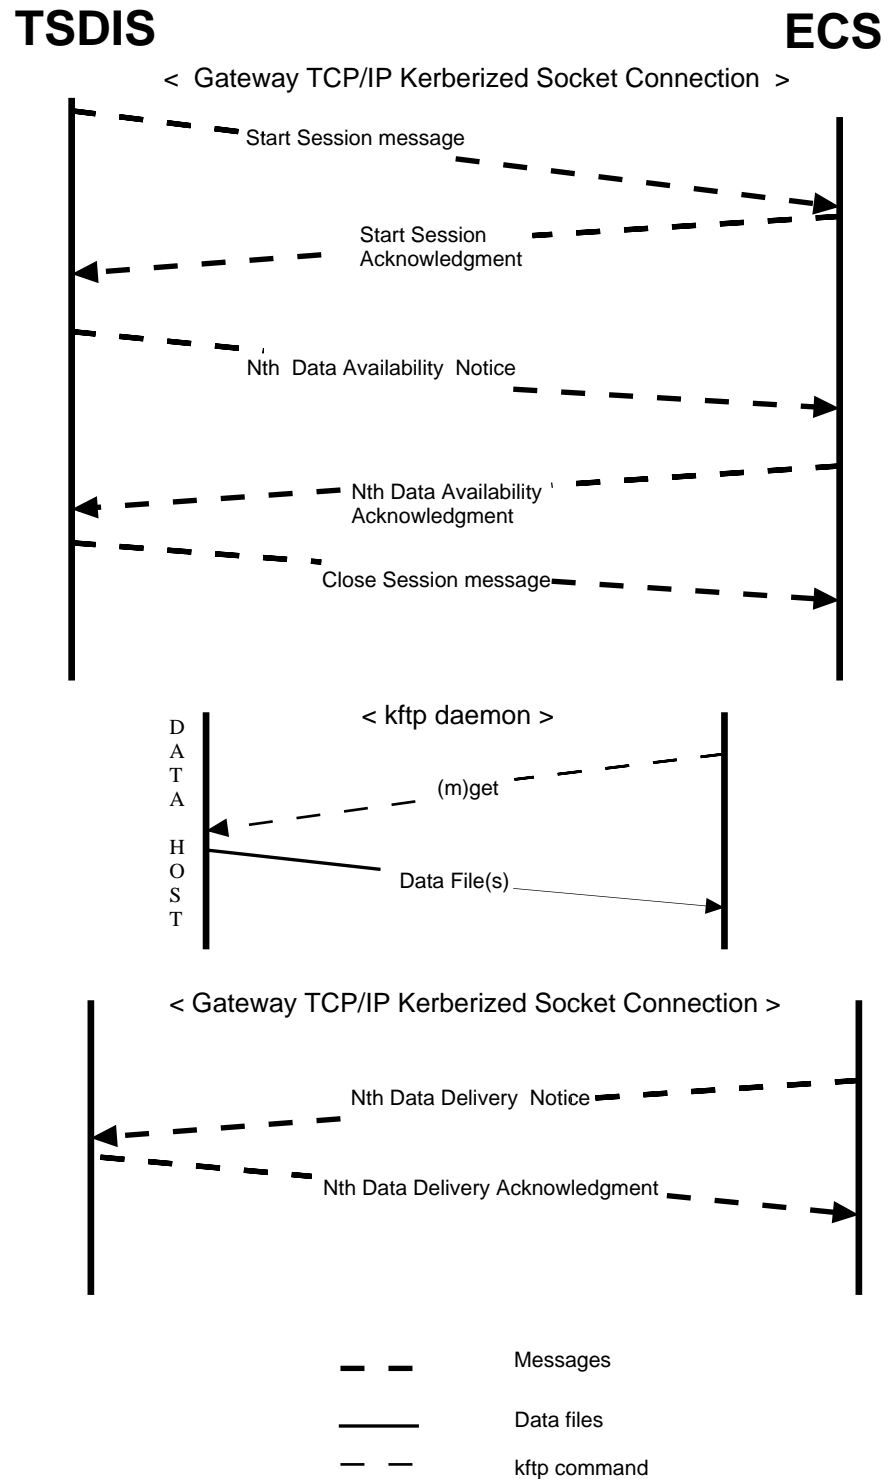 TSDIS
ECS
< Gateway TCP/IP Kerberized Socket Connection >
Start Session message
Start Session
Acknowledgment
Nth Data Availability Notice
Nth Data Availability
Acknowledgment
Close Session message
DATA HOST
< kftp daemon >
(m)get
Data File(s)
< Gateway TCP/IP Kerberized Socket Connection >
Nth Data Delivery Notice
Nth Data Delivery Acknowledgment
Messages
Data files
kftp command